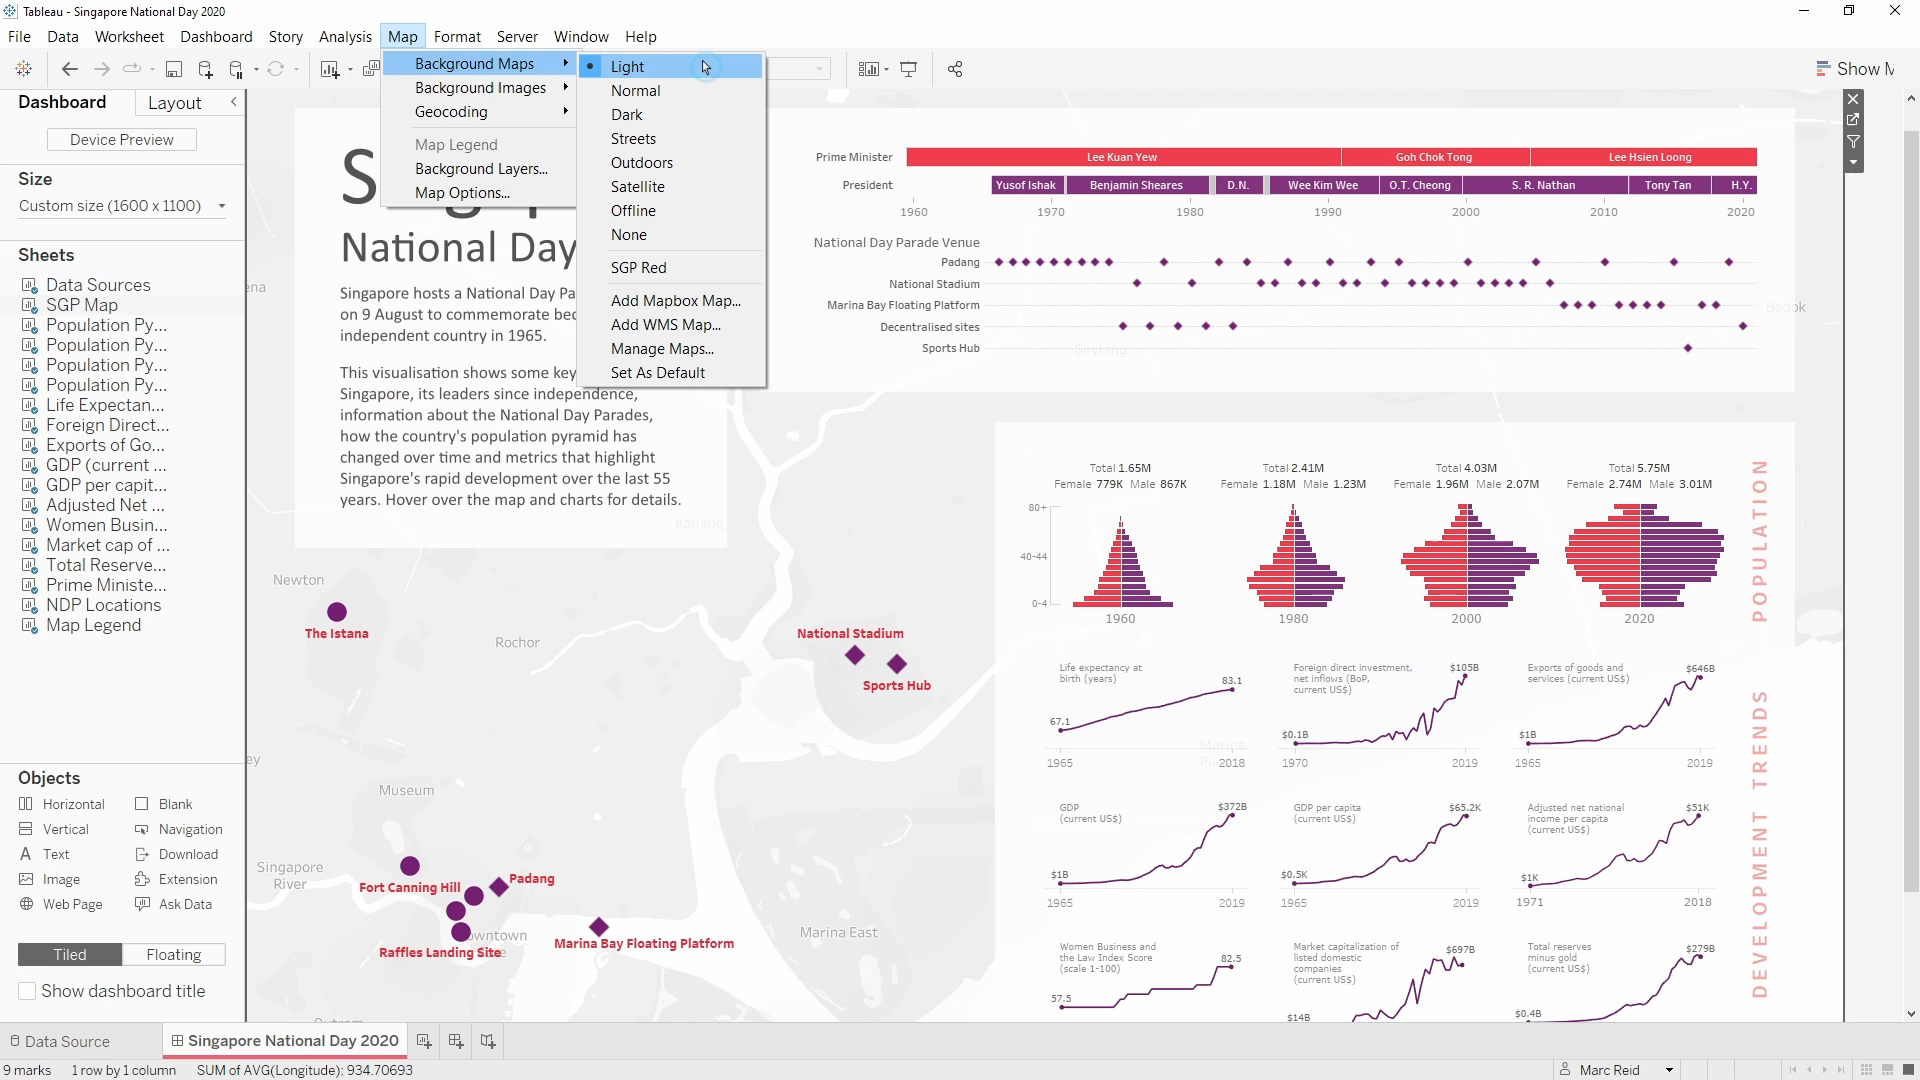 Tableau - Singapore National Day 2020
File Data Worksheet Dashboard Story Analysis Map Format Server Window Help
Show
Dashboard Layout
Device Preview
Size
Custom size (1600 x 1100)
Sheets
Data Sources
SGP Map
Population Py...
Population Py...
Population Py...
Population Py...
Life Expectan...
Foreign Direct...
Exports of Go...
GDP (current ...
GDP per capit...
Adjusted Net ...
Women Busin...
Market cap of ...
Total Reserve...
Prime Ministe...
NDP Locations
Map Legend
Objects
Horizontal Blank
Vertical Navigation
Text Download
Image Extension
Web Page Ask Data
Tiled Floating
Show dashboard title
Background Maps
Background Images
Geocoding
Map Legend
Background Layers...
Map Options...
Light
Normal
Dark
Streets
Outdoors
Satellite
Offline
None
SGP Red
Add Mapbox Map...
Add WMS Map...
Manage Maps...
Set As Default
National Day
Singapore hosts a National Day Pa
on 9 August to commemorate bec
independent country in 1965.
This visualisation shows some key
Singapore, its leaders since independence,
information about the National Day Parades,
how the country's population pyramid has
changed over time and metrics that highlight
Singapore's rapid development over the last 55
years. Hover over the map and charts for details.
Prime Minister Lee Kuan Yew Goh Chok Tong Lee Hsien Loong
President Yusof Ishak Benjamin Sheares D.N. Wee Kim Wee O.T. Cheong S. R. Nathan Tony Tan H.Y.
1960 1970 1980 1990 2000 2010 2020
National Day Parade Venue
Padang
National Stadium
Marina Bay Floating Platform
Decentralised sites
Sports Hub
Bedok
Geylang
Kallang
Newton
The Istana
Rochor
National Stadium
Sports Hub
Museum
Singapore
River
Fort Canning Hill
Padang
Raffles Landing Site
Marina Bay Floating Platform
Marina East
Marine
Total 1.65M Total 2.41M Total 4.03M Total 5.75M
Female 779K Male 867K Female 1.18M Male 1.23M Female 1.96M Male 2.07M Female 2.74M Male 3.01M
80+
40-44
0-4
1960 1980 2000 2020
POPULATION
Life expectancy at
birth (years)
67.1
83.1
1965 2018
Foreign direct investment,
net inflows (BoP,
current US$)
$0.1B
$105B
1970 2019
Exports of goods and
services (current US$)
$1B
$646B
1965 2019
GDP
(current US$)
$1B
$372B
1965 2019
GDP per capita
(current US$)
$0.5K
$65.2K
1965 2019
Adjusted net national
income per capita
(current US$)
$1K
$51K
1971 2018
Women Business and
the Law Index Score
(scale 1-100)
57.5
82.5
Market capitalization of
listed domestic
companies
(current US$)
$14B
$697B
Total reserves
minus gold
(current US$)
$0.4B
$279B
DEVELOPMENT TRENDS
Data Source Singapore National Day 2020
9 marks 1 row by 1 column SUM of AVG(Longitude): 934.70693
Marc Reid